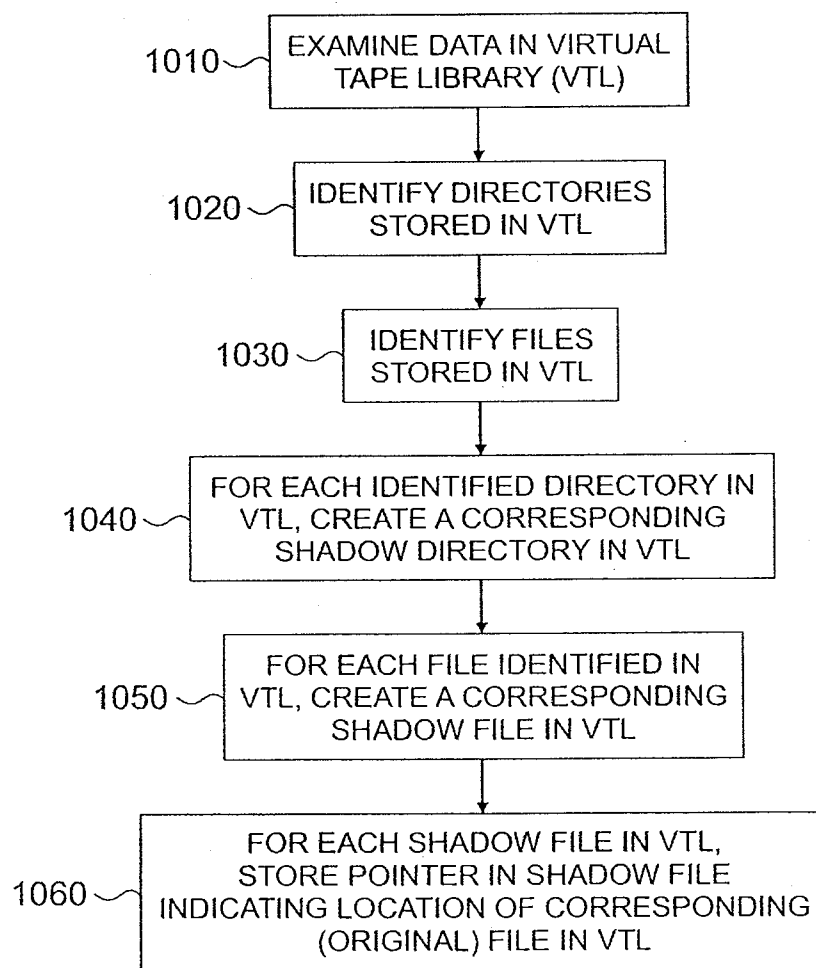 1010
EXAMINE DATA IN VIRTUAL
TAPE LIBRARY (VTL)
1020
IDENTIFY DIRECTORIES
STORED IN VTL
1030
IDENTIFY FILES
STORED IN VTL
1040
FOR EACH IDENTIFIED DIRECTORY IN
VTL, CREATE A CORRESPONDING
SHADOW DIRECTORY IN VTL
1050
FOR EACH FILE IDENTIFIED IN
VTL, CREATE A CORRESPONDING
SHADOW FILE IN VTL
1060
FOR EACH SHADOW FILE IN VTL,
STORE POINTER IN SHADOW FILE
INDICATING LOCATION OF CORRESPONDING
(ORIGINAL) FILE IN VTL